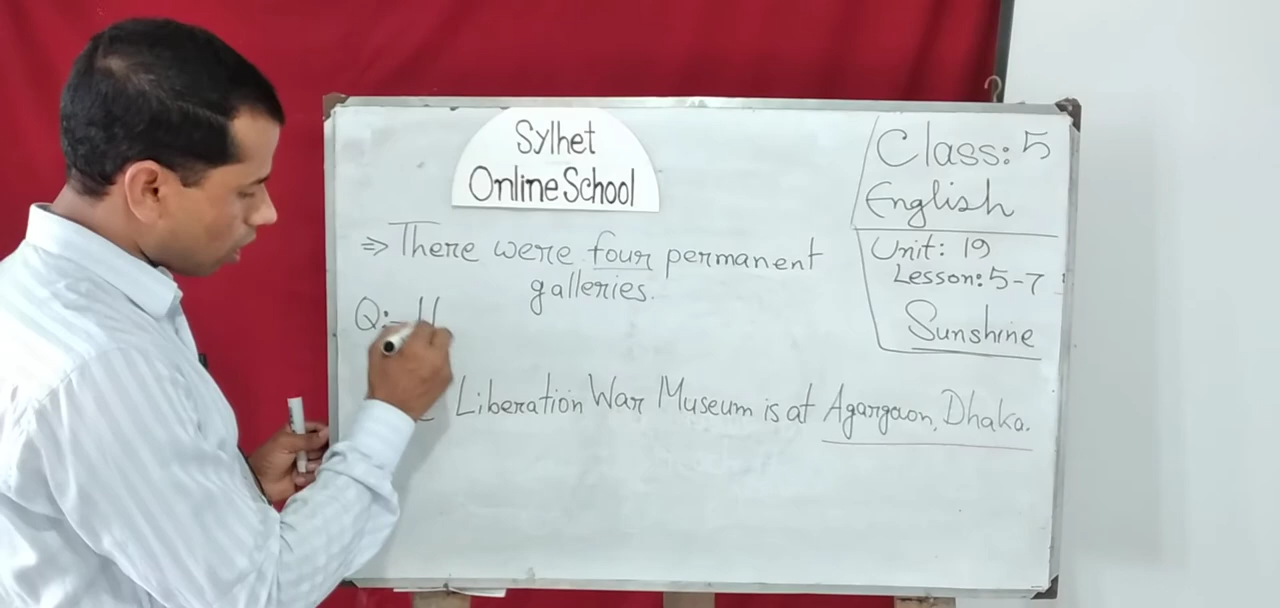 Sylhet
Online School
Class: 5
English
Unit: 19
Lesson: 5-7
Sunshine
⇒ There were four permanent
galleries.
Q:- H
Liberation War Museum is at Agargaon, Dhaka.